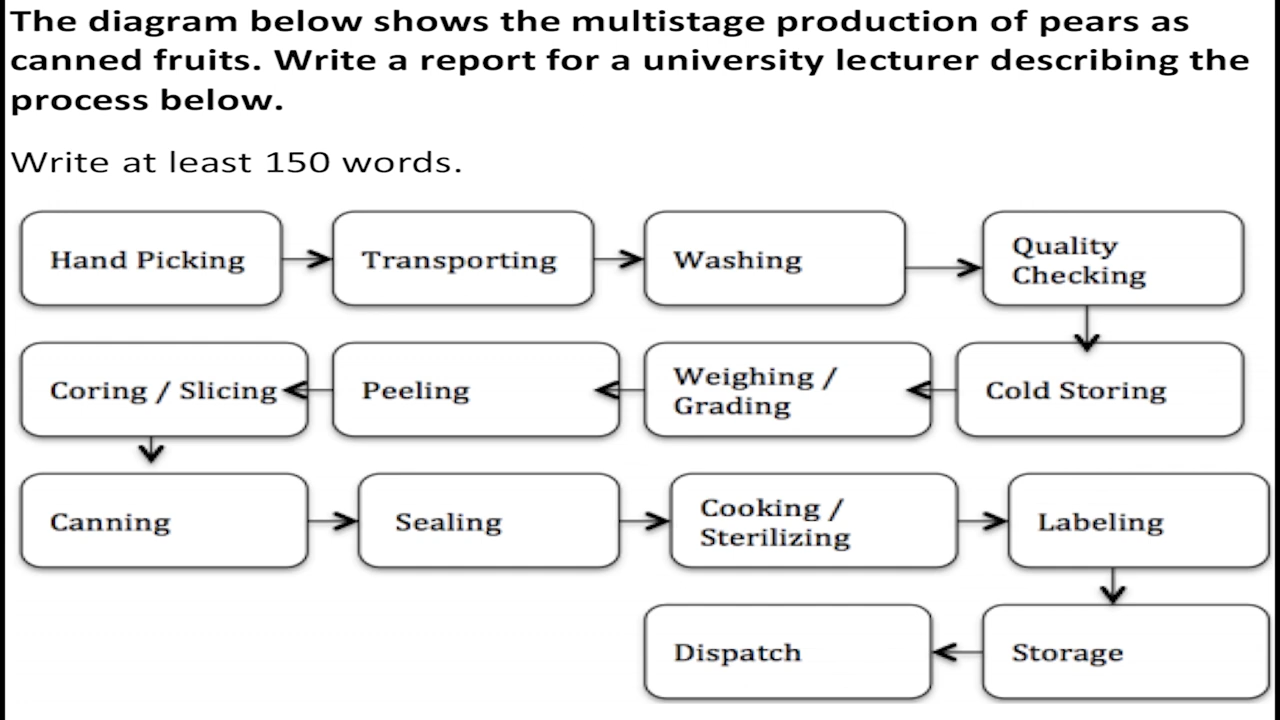 The diagram below shows the multistage production of pears as
canned fruits. Write a report for a university lecturer describing the
process below.
Write at least 150 words.
Hand Picking
Transporting
Washing
Quality
Checking
Cold Storing
Weighing /
Grading
Peeling
Coring / Slicing
Canning
Sealing
Cooking /
Sterilizing
Labeling
Storage
Dispatch